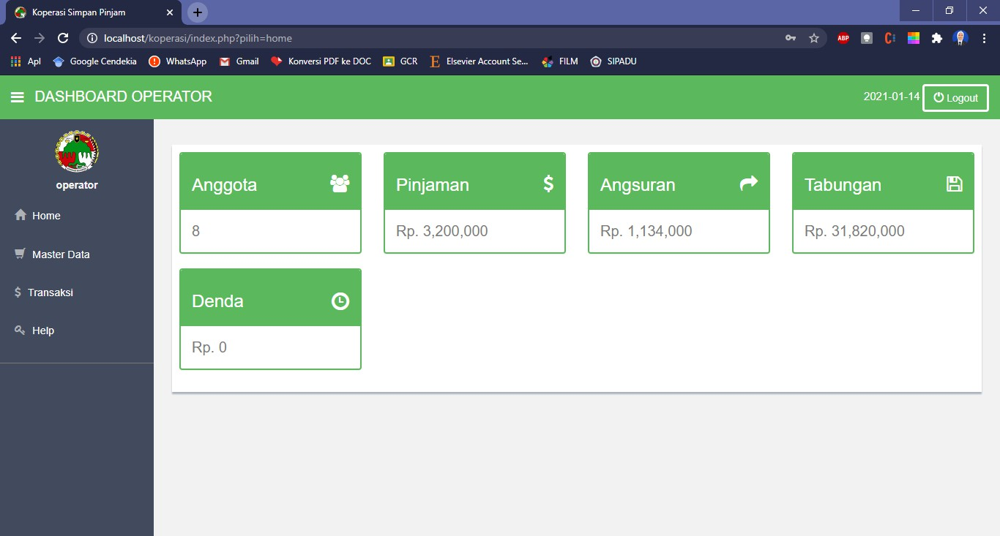 Koperasi Simpan Pinjam
localhost/koperasi/index.php?pilih=home
ABP
Apl Google Cendekia WhatsApp Gmail Konversi PDF ke DOC GCR Elsevier Account Se... FILM SIPADU
DASHBOARD OPERATOR
2021-01-14 Logout
operator
Home
Master Data
Transaksi
Help
Anggota
8
Pinjaman
Rp. 3,200,000
Angsuran
Rp. 1,134,000
Tabungan
Rp. 31,820,000
Denda
Rp. 0